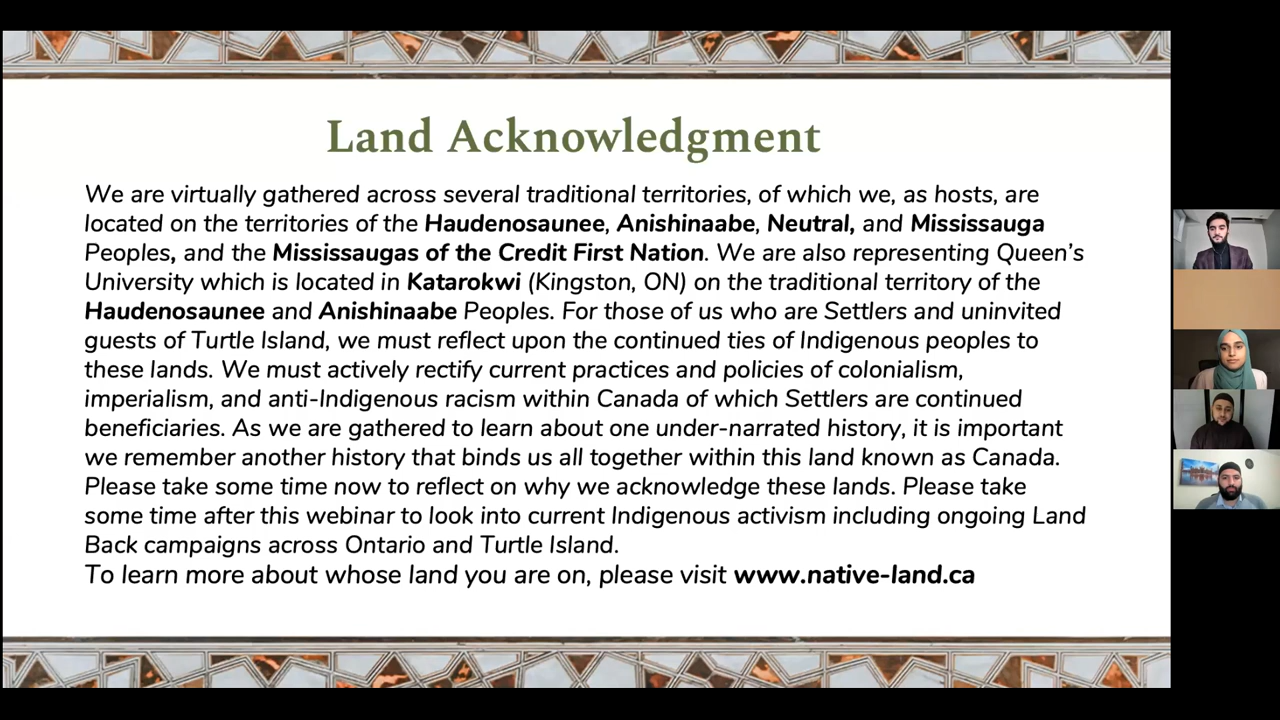 Land Acknowledgment
We are virtually gathered across several traditional territories, of which we, as hosts, are
located on the territories of the Haudenosaunee, Anishinaabe, Neutral, and Mississauga
Peoples, and the Mississaugas of the Credit First Nation. We are also representing Queen's
University which is located in Katarokwi (Kingston, ON) on the traditional territory of the
Haudenosaunee and Anishinaabe Peoples. For those of us who are Settlers and uninvited
guests of Turtle Island, we must reflect upon the continued ties of Indigenous peoples to
these lands. We must actively rectify current practices and policies of colonialism,
imperialism, and anti-Indigenous racism within Canada of which Settlers are continued
beneficiaries. As we are gathered to learn about one under-narrated history, it is important
we remember another history that binds us all together within this land known as Canada.
Please take some time now to reflect on why we acknowledge these lands. Please take
some time after this webinar to look into current Indigenous activism including ongoing Land
Back campaigns across Ontario and Turtle Island.
To learn more about whose land you are on, please visit www.native-land.ca